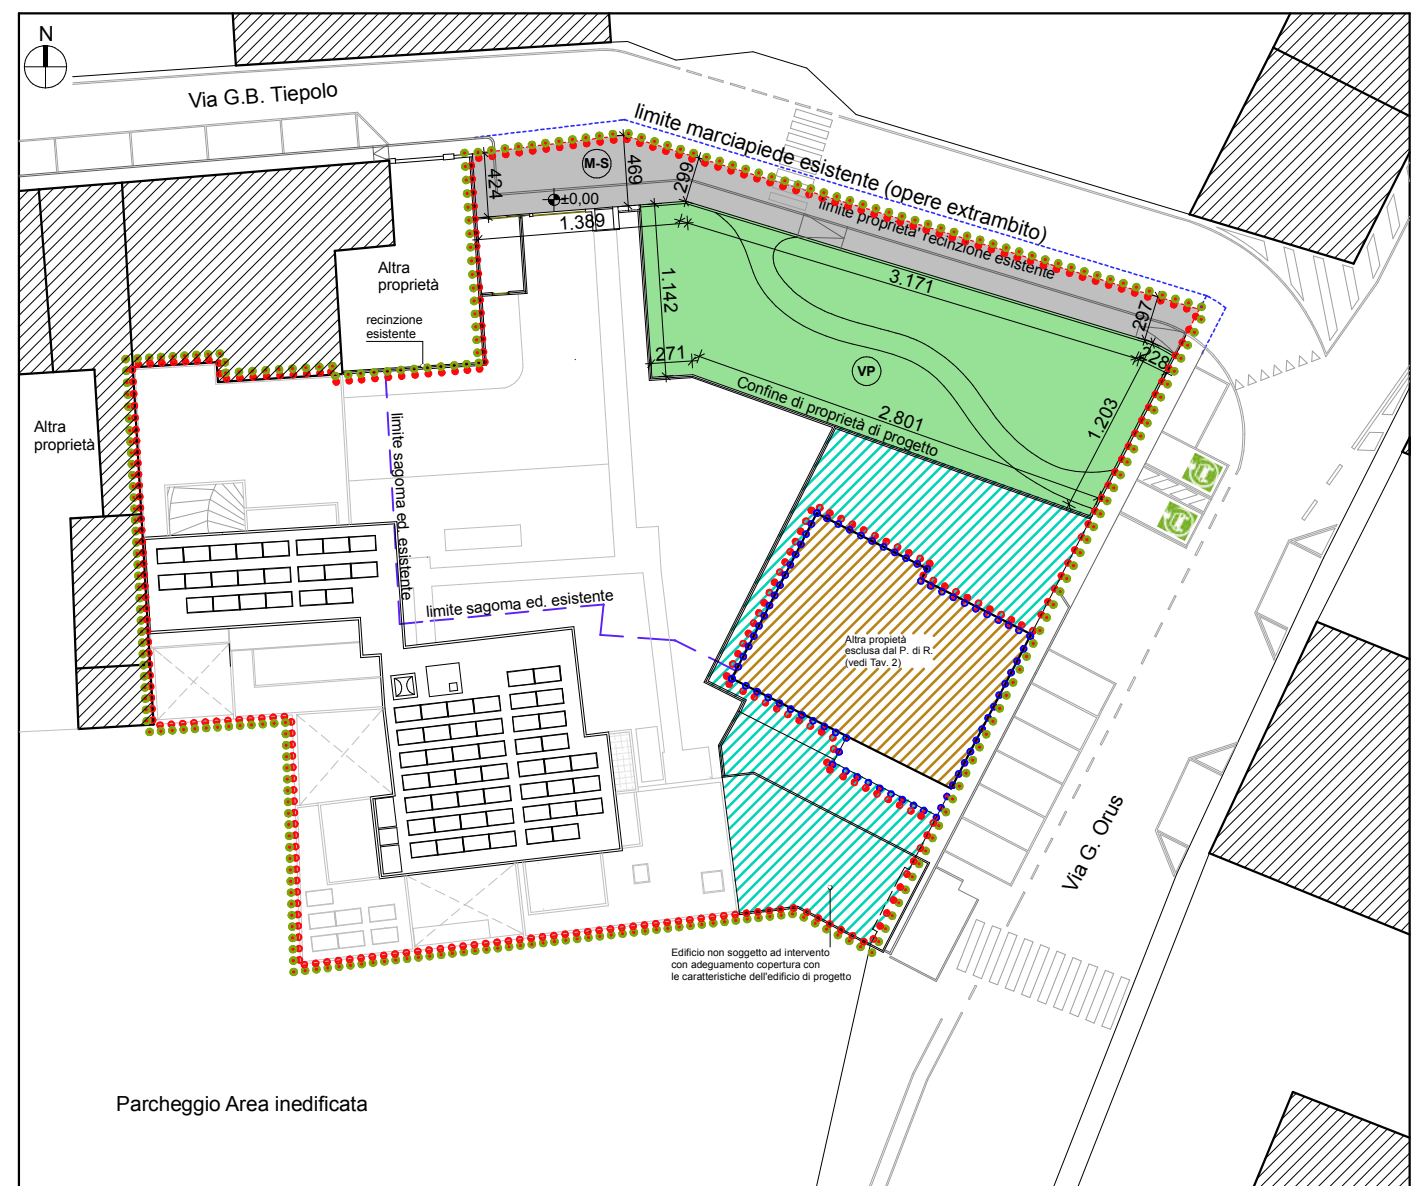 N
Via G.B. Tiepolo
limite marciapiede esistente (opere extrambito)
M-S
424
469
299
±0,00
1.389
limite proprietà recinzione esistente
Altra
proprietà
recinzione
esistente
3.171
297
228
1.142
271
VP
Confine di proprietà di progetto
2.801
1.203
Altra
proprietà
limite sagoma ed. esistente
limite sagoma ed. esistente
Altra propietà
esclusa dal P. di R.
(vedi Tav. 2)
Via G. Orus
Edificio non soggetto ad intervento
con adeguamento copertura con
le caratteristiche dell'edificio di progetto
Parcheggio Area inedificata